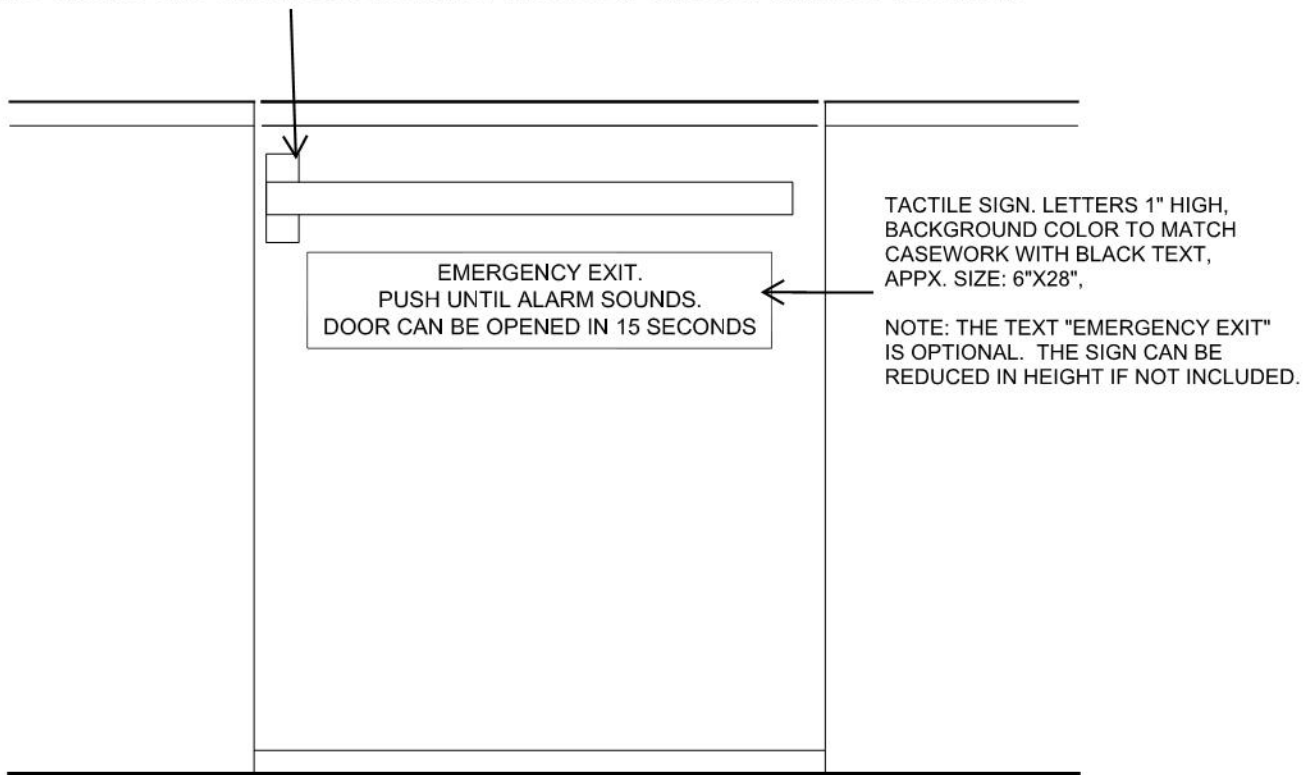 EMERGENCY EXIT.
PUSH UNTIL ALARM SOUNDS.
DOOR CAN BE OPENED IN 15 SECONDS
TACTILE SIGN. LETTERS 1" HIGH,
BACKGROUND COLOR TO MATCH
CASEWORK WITH BLACK TEXT,
APPX. SIZE: 6"X28",
NOTE: THE TEXT "EMERGENCY EXIT"
IS OPTIONAL. THE SIGN CAN BE
REDUCED IN HEIGHT IF NOT INCLUDED.